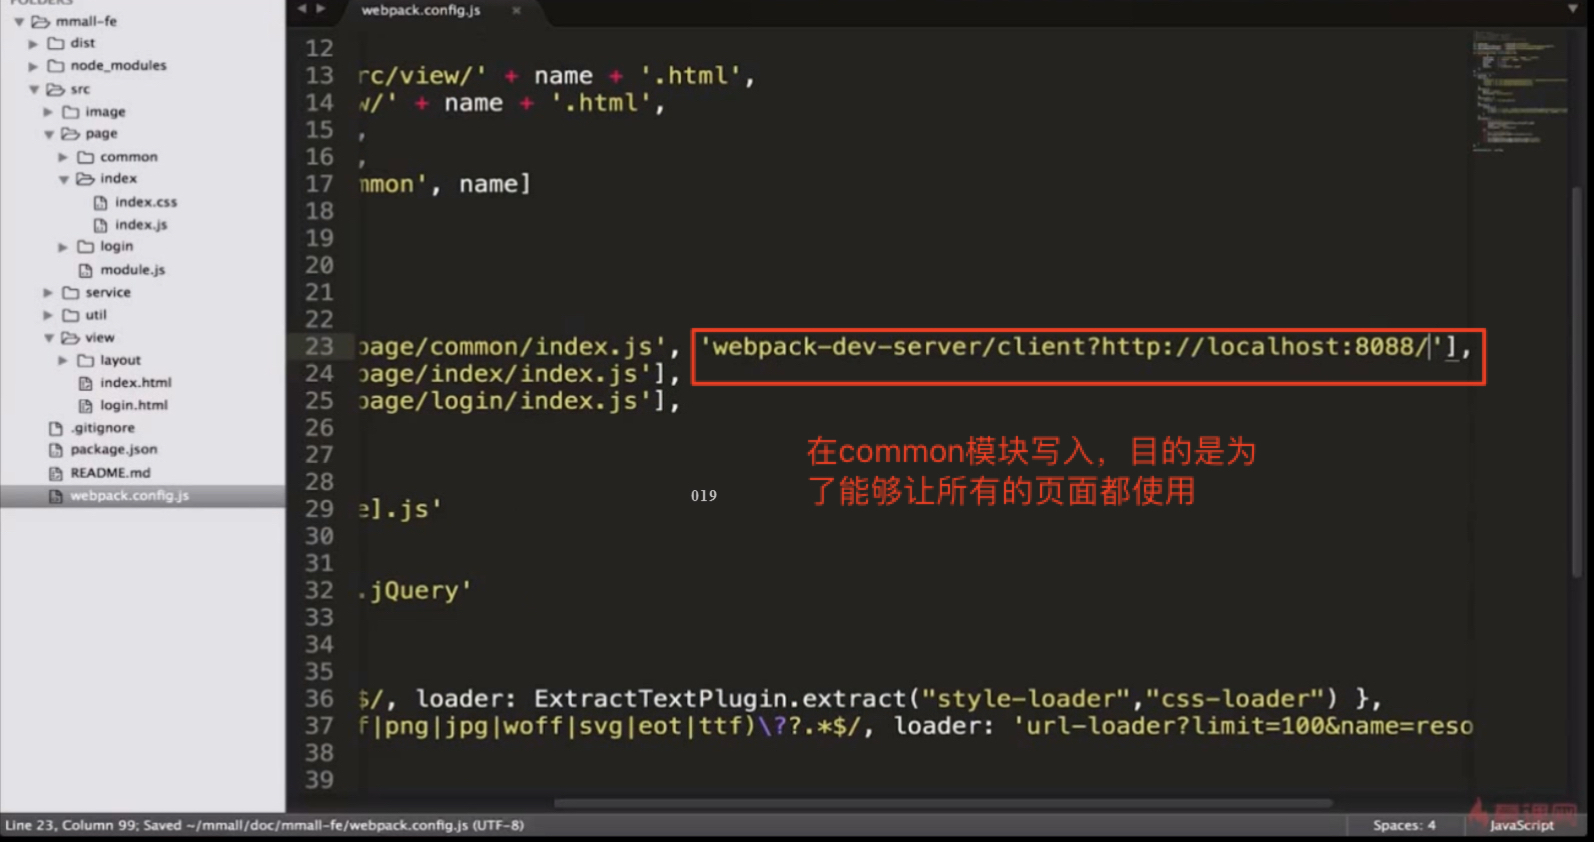 FOLDERS
mmall-fe
dist
node_modules
src
image
page
common
index
index.css
index.js
login
module.js
service
util
view
layout
index.html
login.html
.gitignore
package.json
README.md
webpack.config.js
webpack.config.js ×
12
13 rc/view/' + name + '.html',
14 w/' + name + '.html',
15 ,
16 ,
17 mmon', name]
18
19
20
21
22
23 page/common/index.js', 'webpack-dev-server/client?http://localhost:8088/'],
24 page/index/index.js'],
25 page/login/index.js'],
26
27
28
29 e].js'
30
31
32 .jQuery'
33
34
35
36 $/, loader: ExtractTextPlugin.extract("style-loader","css-loader") },
37 f|png|jpg|woff|svg|eot|ttf)\??.*$/, loader: 'url-loader?limit=100&name=reso
38
39
在common模块写入，目的是为
了能够让所有的页面都使用
019
慕课网
Line 23, Column 99; Saved ~/mmall/doc/mmall-fe/webpack.config.js (UTF-8)
Spaces: 4
JavaScript